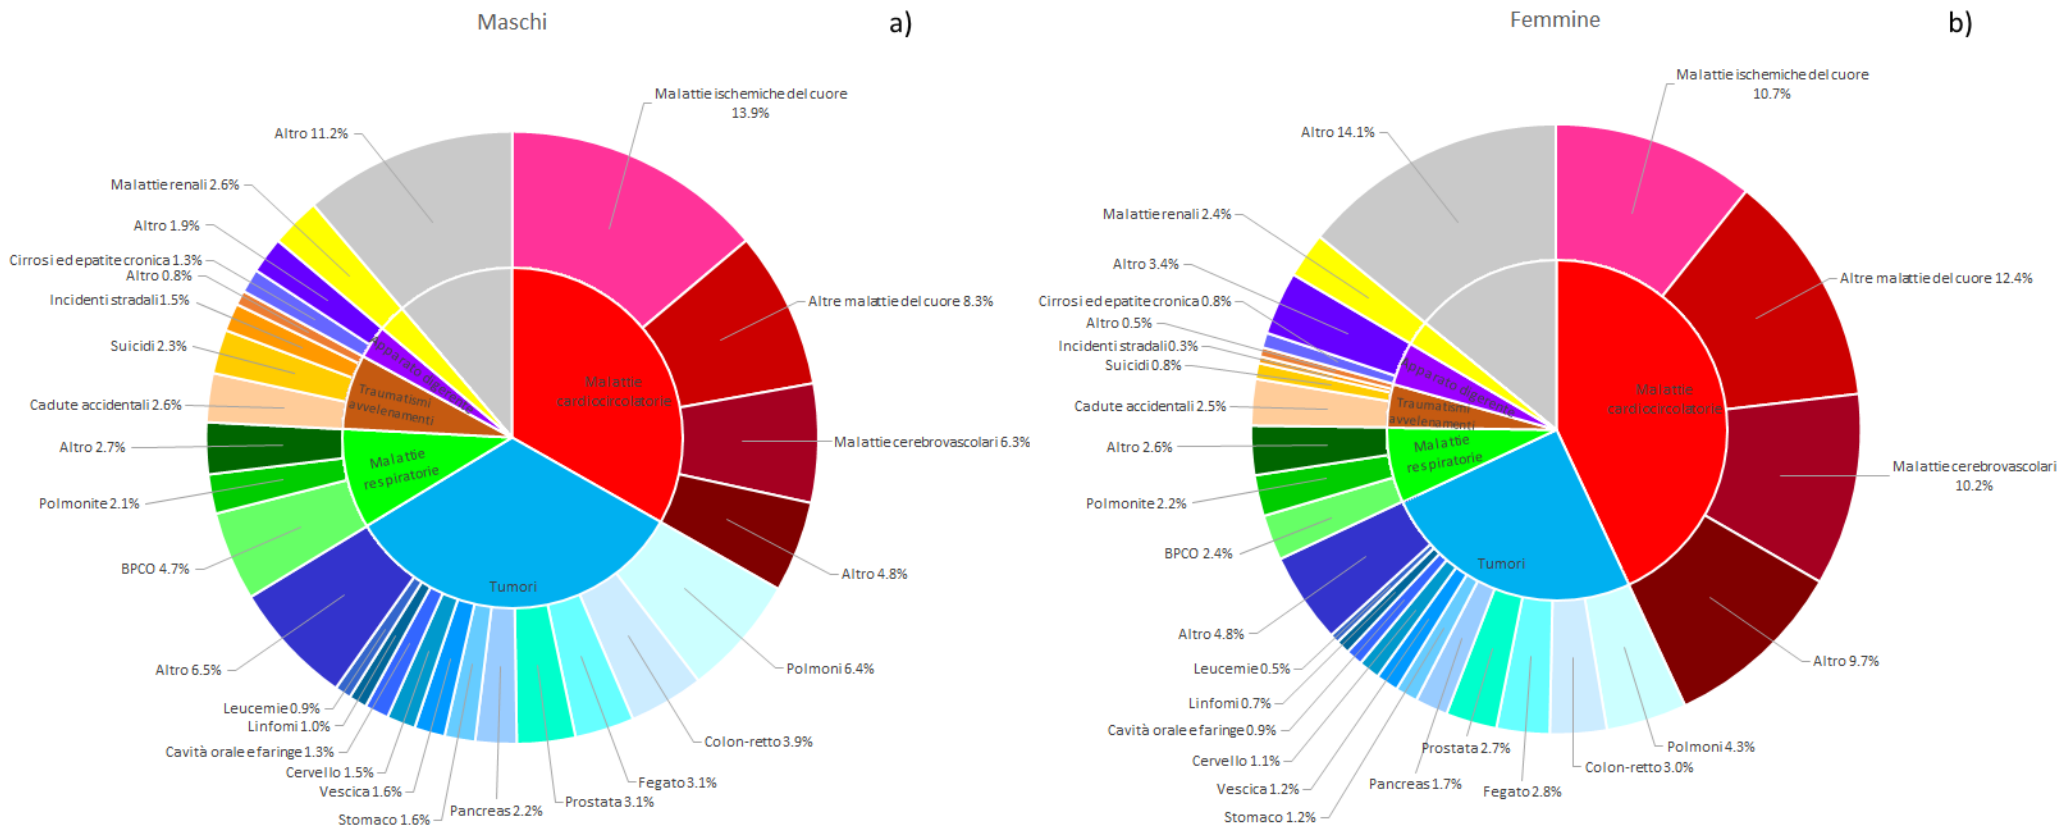 Maschi
a)
Malattie ischemiche del cuore
13.9%
Altre malattie del cuore 8.3%
Malattie cerebrovascolari 6.3%
Altro 4.8%
Polmoni 6.4%
Colon-retto 3.9%
Fegato 3.1%
Prostata 3.1%
Pancreas 2.2%
Stomaco 1.6%
Vescica 1.6%
Cervello 1.5%
Cavità orale e faringe 1.3%
Linfomi 1.0%
Leucemie 0.9%
Altro 6.5%
BPCO 4.7%
Polmonite 2.1%
Altro 2.7%
Cadute accidentali 2.6%
Suicidi 2.3%
Incidenti stradali 1.5%
Altro 0.8%
Cirrosi ed epatite cronica 1.3%
Altro 1.9%
Malattie renali 2.6%
Altro 11.2%
Malattie
cardiocircolatorie
Tumori
Malattie
respiratorie
Traumatismi
avvelenamenti
Apparato digerente
Femmine
b)
Malattie ischemiche del cuore
10.7%
Altre malattie del cuore 12.4%
Malattie cerebrovascolari
10.2%
Altro 9.7%
Polmoni 4.3%
Colon-retto 3.0%
Fegato 2.8%
Prostata 2.7%
Pancreas 1.7%
Stomaco 1.2%
Vescica 1.2%
Cervello 1.1%
Cavità orale e faringe 0.9%
Linfomi 0.7%
Leucemie 0.5%
Altro 4.8%
BPCO 2.4%
Polmonite 2.2%
Altro 2.6%
Cadute accidentali 2.5%
Suicidi 0.8%
Incidenti stradali 0.3%
Altro 0.5%
Cirrosi ed epatite cronica 0.8%
Altro 3.4%
Malattie renali 2.4%
Altro 14.1%
Malattie
cardiocircolatorie
Tumori
Malattie
respiratorie
Traumatismi
avvelenamenti
Apparato digerente